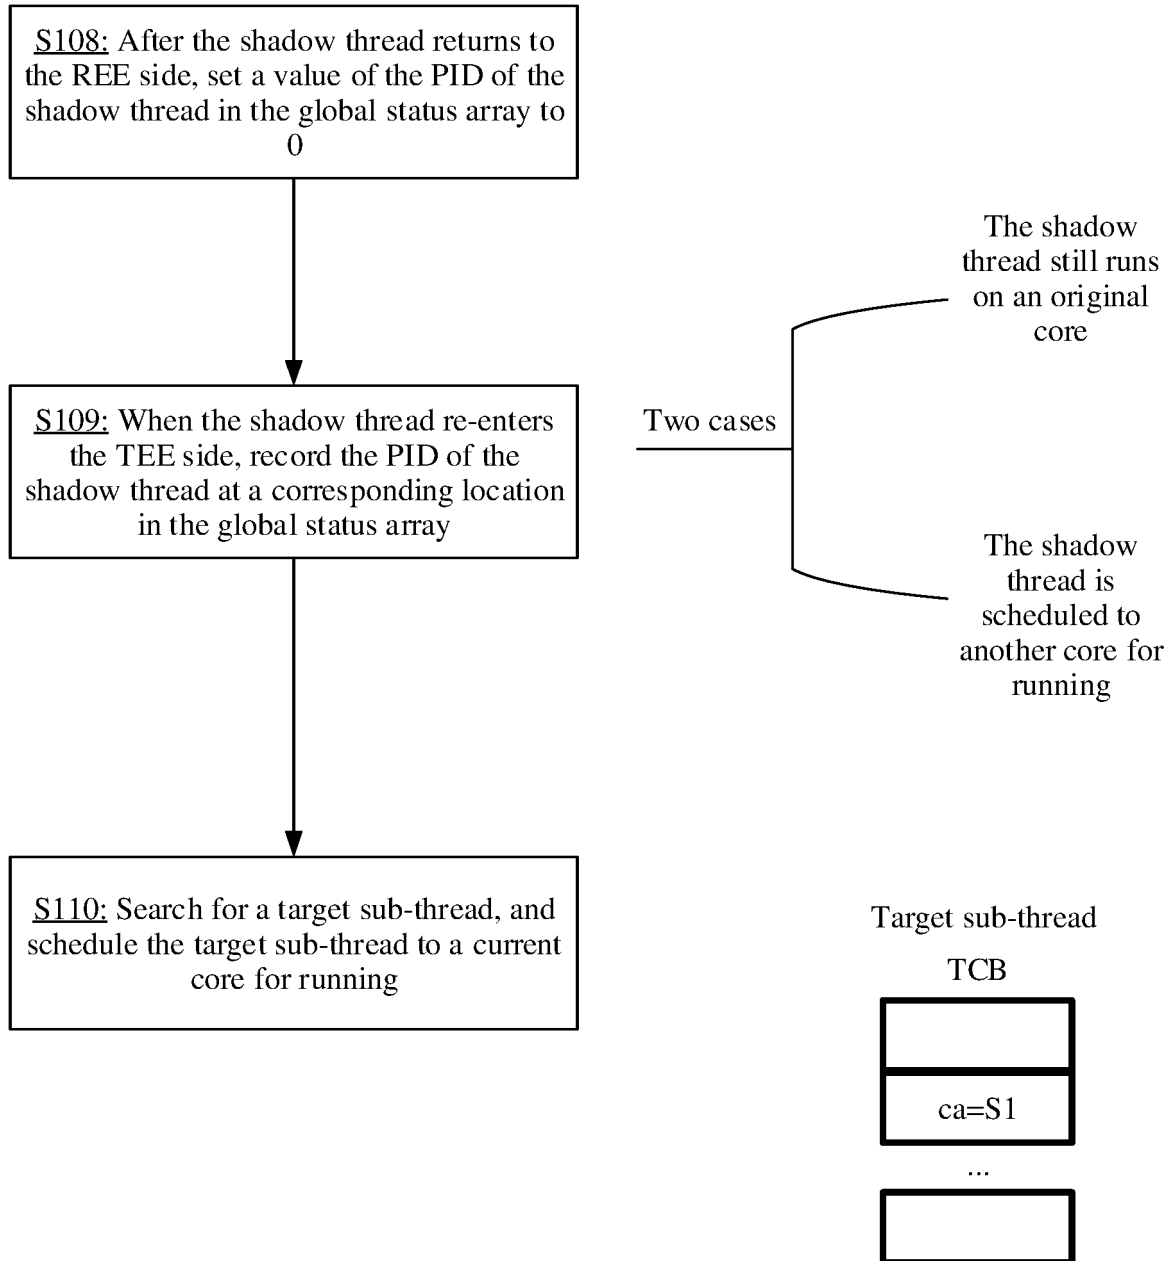 S108: After the shadow thread returns to
the REE side, set a value of the PID of the
shadow thread in the global status array to
0
The shadow
thread still runs
on an original
core
S109: When the shadow thread re-enters
the TEE side, record the PID of the
shadow thread at a corresponding location
in the global status array
Two cases
The shadow
thread is
scheduled to
another core for
running
S110: Search for a target sub-thread, and
schedule the target sub-thread to a current
core for running
Target sub-thread
TCB
ca=S1
...